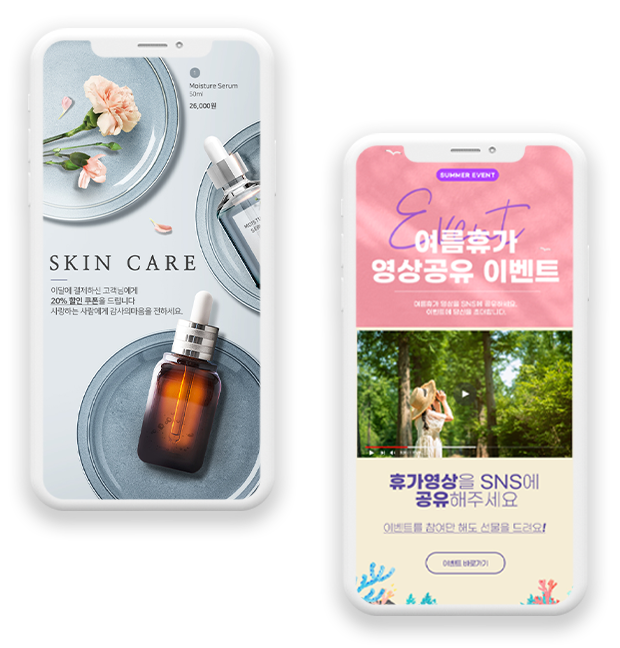 Moisture Serum
50ml
26,000원
SKIN CARE
이달에 결저하신 고객님에게
20% 할인 쿠폰을 드립니다
사랑하는 사람에게 감사의마음을 전하세요.
SUMMER EVENT
Event
여름휴가
영상공유 이벤트
여름휴가 영상을 SNS에 공유하세요.
이벤트에 당신을 초대합니다.
휴가영상을 SNS에
공유해주세요
이벤트를 참여만 해도 선물을 드려요!
이벤트 바로가기